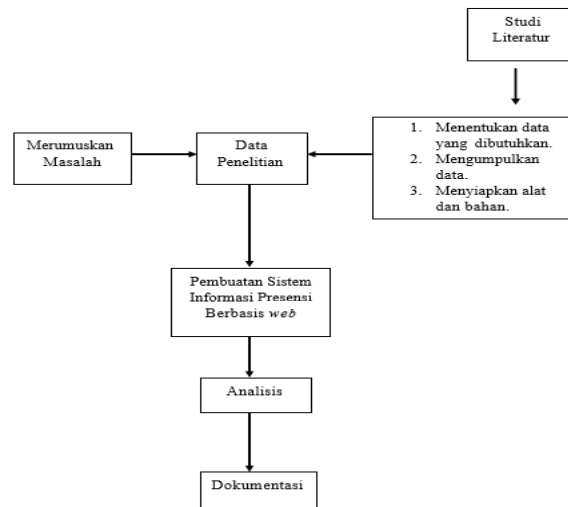 Studi
Literatur
Merumuskan
Masalah
Data
Penelitian
1. Menentukan data
yang dibutuhkan.
2. Mengumpulkan
data.
3. Menyiapkan alat
dan bahan.
Pembuatan Sistem
Informasi Presensi
Berbasis web
Analisis
Dokumentasi